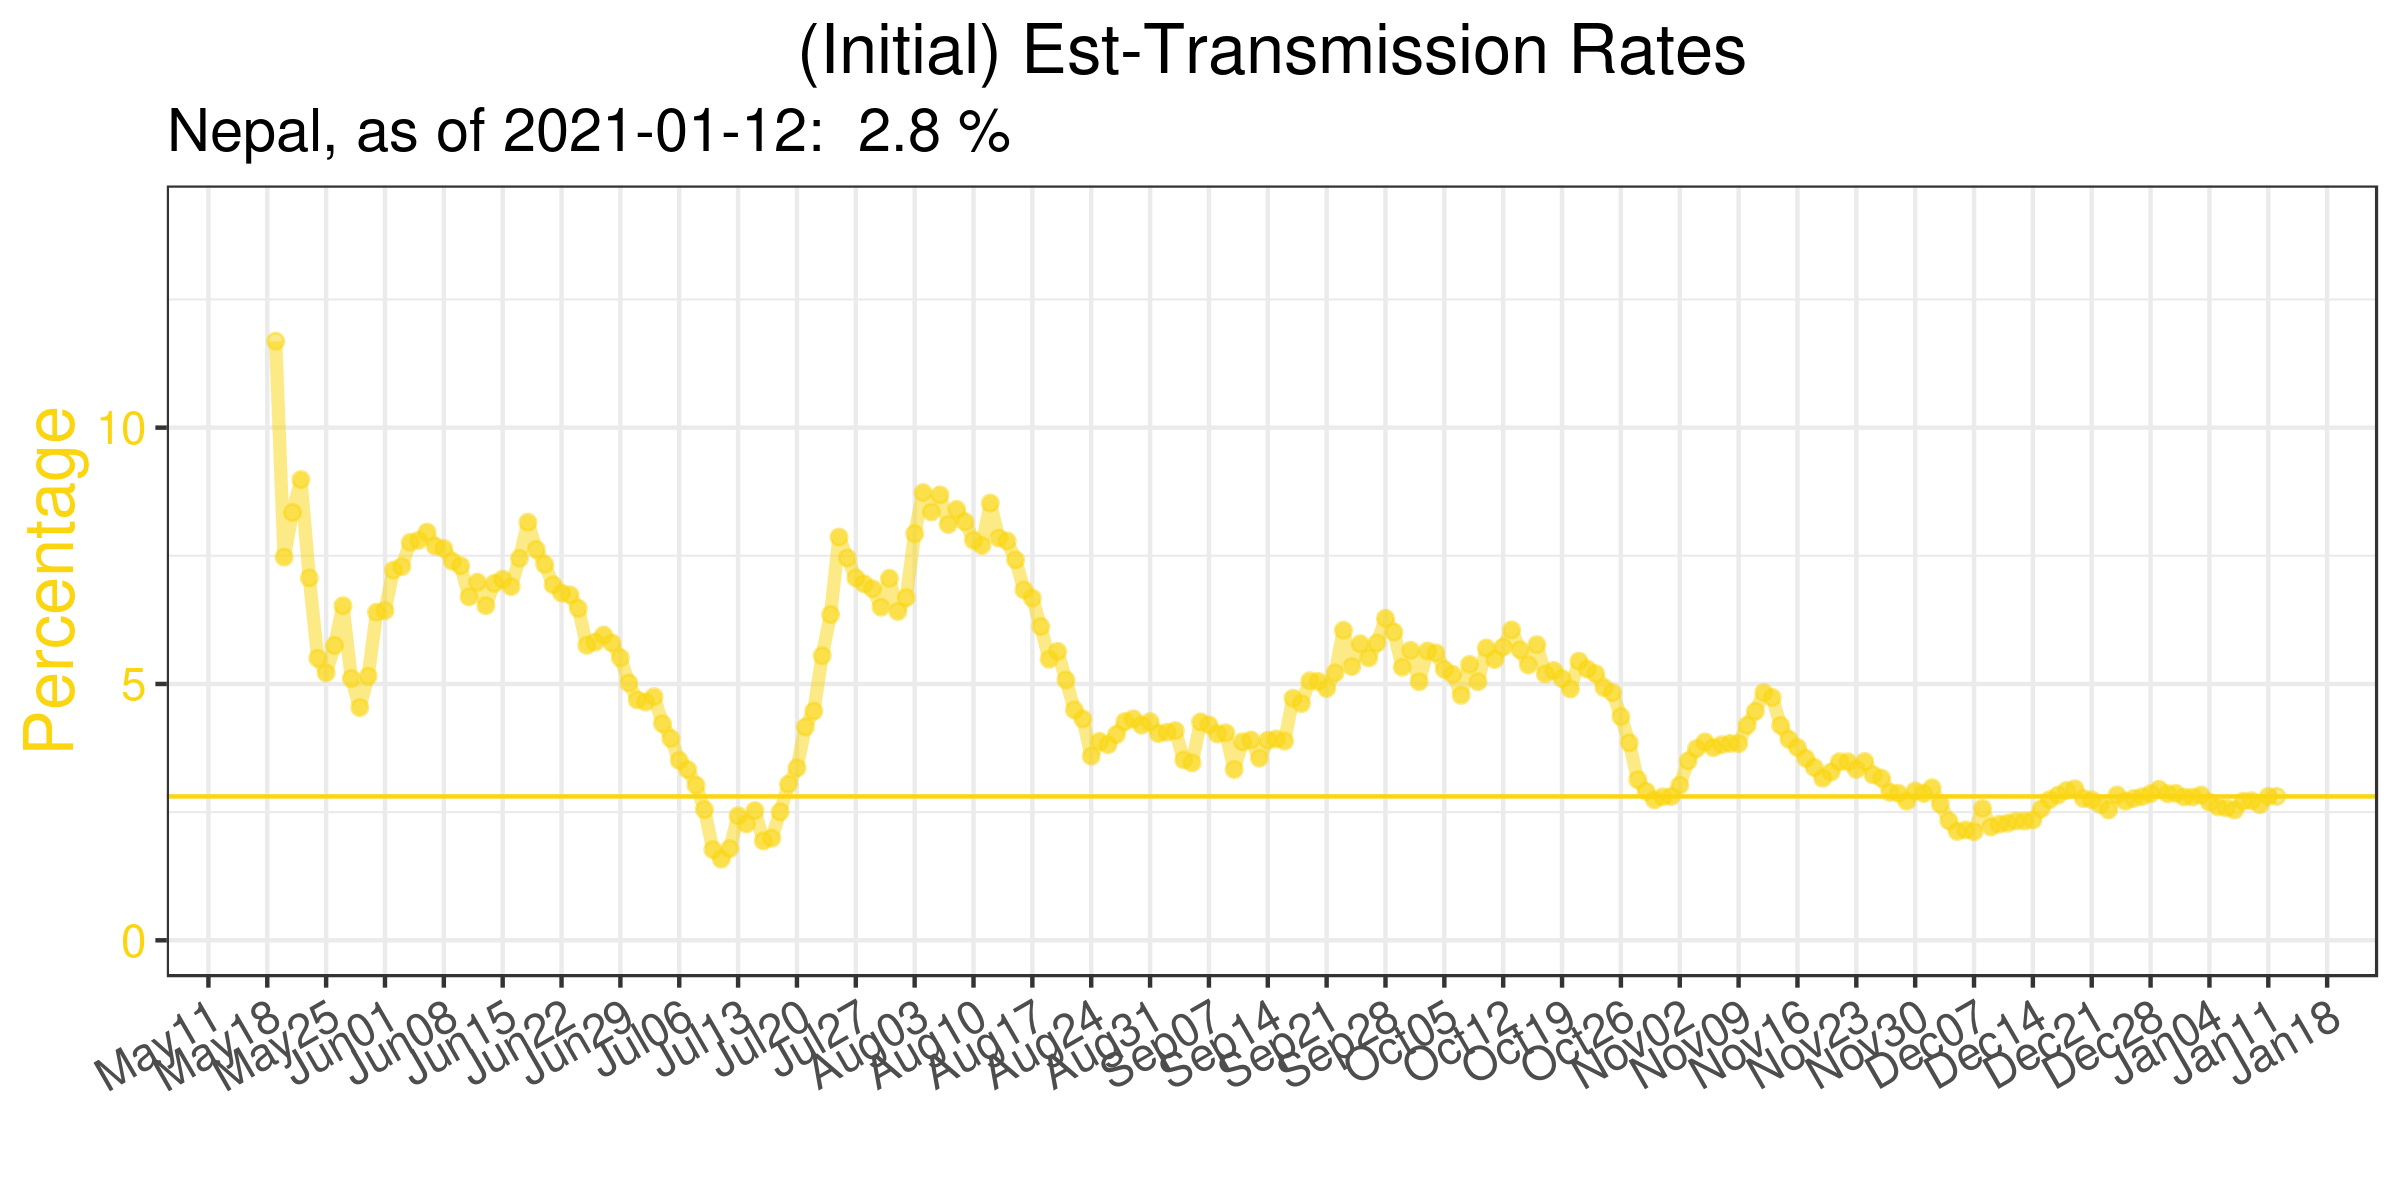 (Initial) Est-Transmission Rates
Nepal, as of 2021-01-12:  2.8 %
Percentage
10
5
0
May11
May18
May25
Jun01
Jun08
Jun15
Jun22
Jun29
Jul06
Jul13
Jul20
Jul27
Aug03
Aug10
Aug17
Aug24
Aug31
Sep07
Sep14
Sep21
Sep28
Oct05
Oct12
Oct19
Oct26
Nov02
Nov09
Nov16
Nov23
Nov30
Dec07
Dec14
Dec21
Dec28
Jan04
Jan11
Jan18